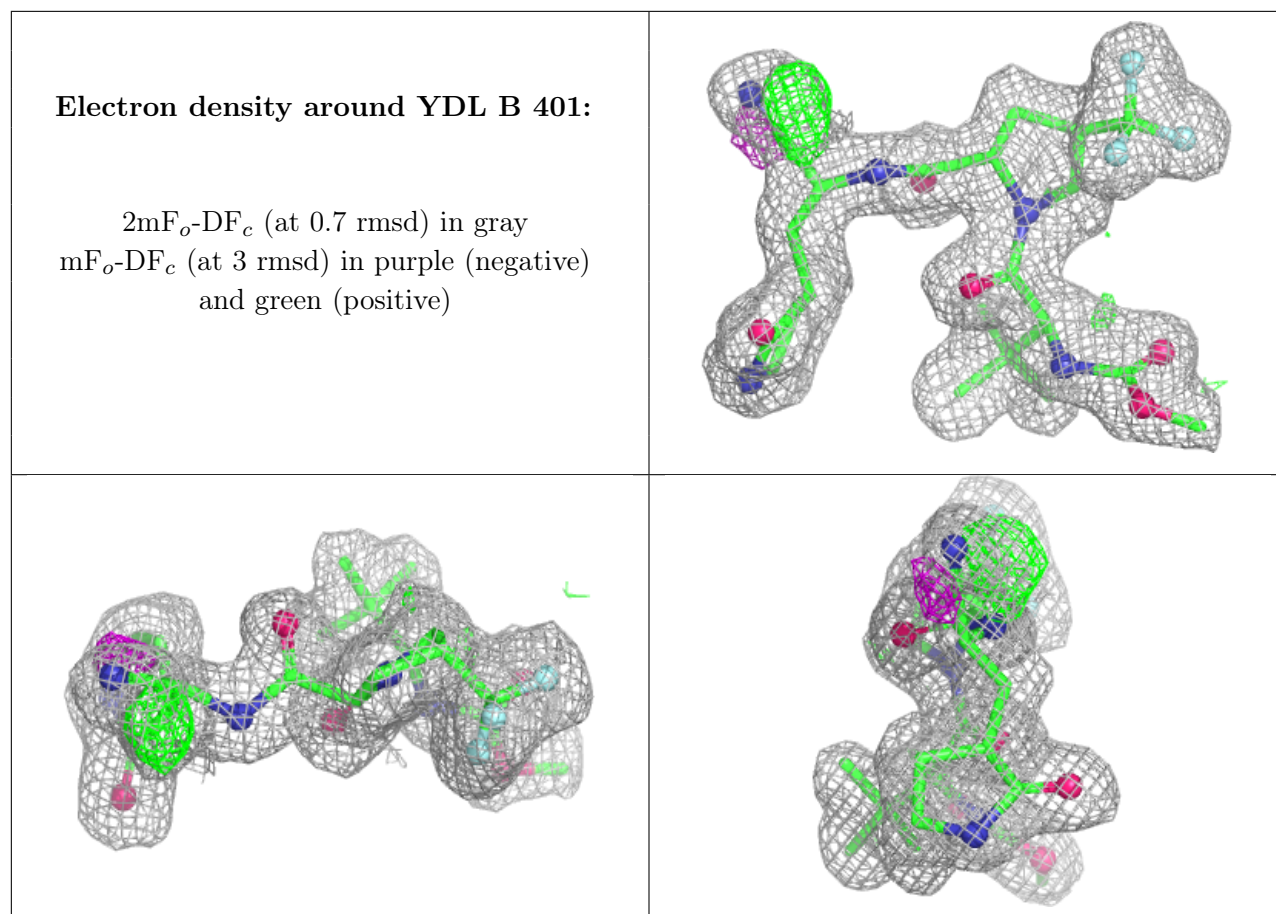 Electron density around YDL B 401:
2mFₒ-DF𝒸 (at 0.7 rmsd) in gray
mFₒ-DF𝒸 (at 3 rmsd) in purple (negative)
and green (positive)